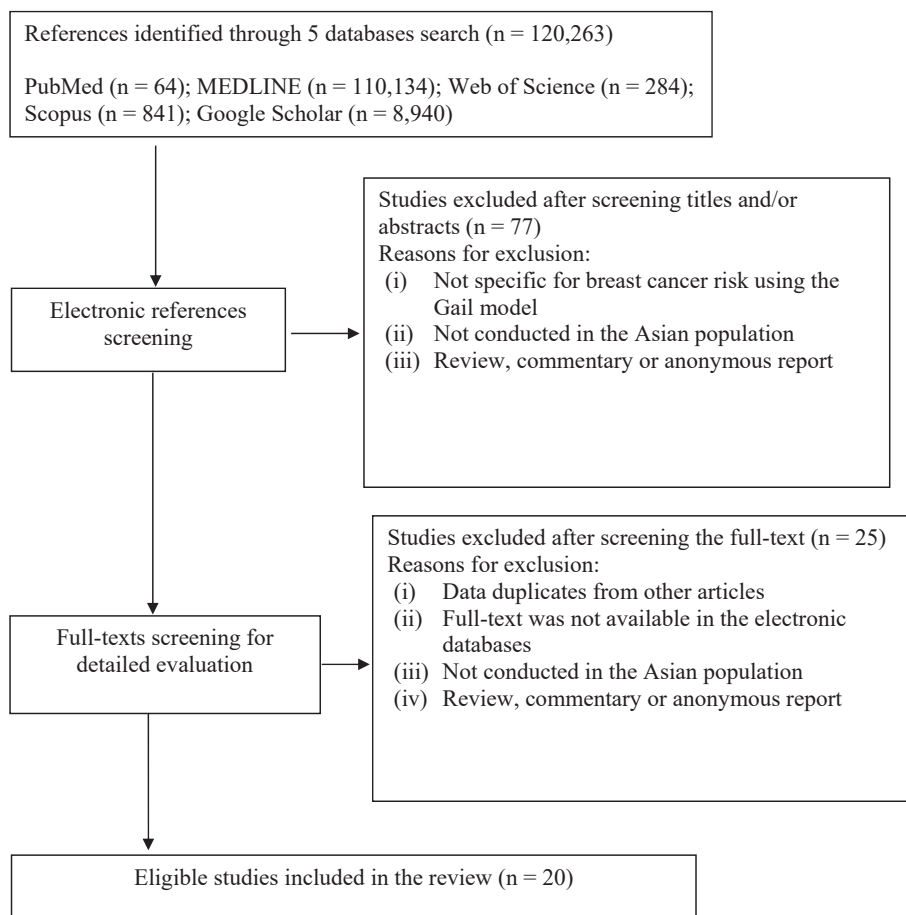 References identified through 5 databases search (n = 120,263)
PubMed (n = 64); MEDLINE (n = 110,134); Web of Science (n = 284);
Scopus (n = 841); Google Scholar (n = 8,940)
Studies excluded after screening titles and/or
abstracts (n = 77)
Reasons for exclusion:
(i) Not specific for breast cancer risk using the
Gail model
(ii) Not conducted in the Asian population
(iii) Review, commentary or anonymous report
Electronic references
screening
Studies excluded after screening the full-text (n = 25)
Reasons for exclusion:
(i) Data duplicates from other articles
(ii) Full-text was not available in the electronic
databases
(iii) Not conducted in the Asian population
(iv) Review, commentary or anonymous report
Full-texts screening for
detailed evaluation
Eligible studies included in the review (n = 20)